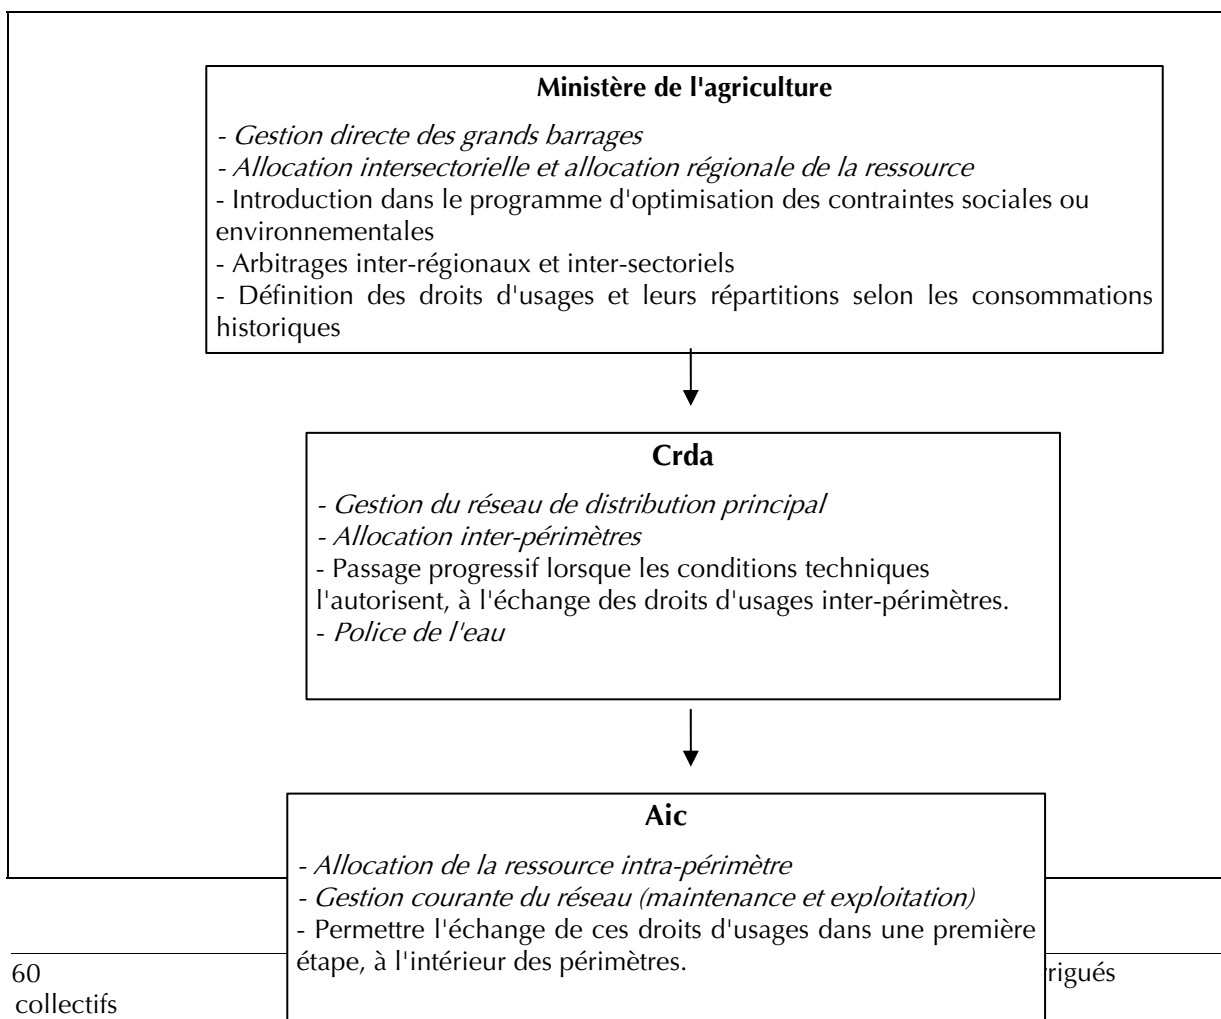 Ministère de l'agriculture
- Gestion directe des grands barrages
- Allocation intersectorielle et allocation régionale de la ressource
- Introduction dans le programme d'optimisation des contraintes sociales ou
environnementales
- Arbitrages inter-régionaux et inter-sectoriels
- Définition des droits d'usages et leurs répartitions selon les consommations
historiques
Crda
- Gestion du réseau de distribution principal
- Allocation inter-périmètres
- Passage progressif lorsque les conditions techniques
l'autorisent, à l'échange des droits d'usages inter-périmètres.
- Police de l'eau
Aic
- Allocation de la ressource intra-périmètre
- Gestion courante du réseau (maintenance et exploitation)
- Permettre l'échange de ces droits d'usages dans une première
étape, à l'intérieur des périmètres.
60
collectifs